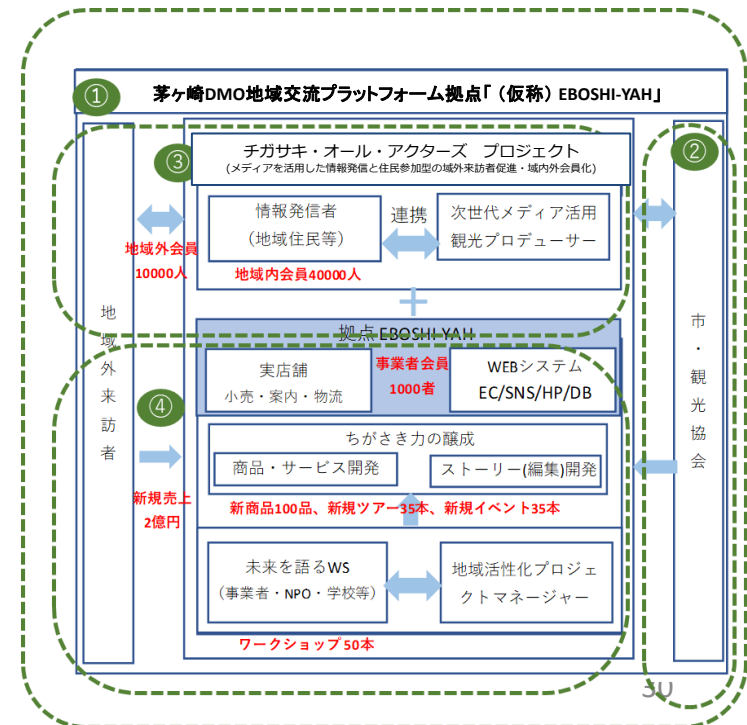 ①
茅ヶ崎DMO地域交流プラットフォーム拠点「（仮称）EBOSHI-YAH」
②
③
チガサキ・オール・アクターズ　プロジェクト
(メディアを活用した情報発信と住民参加型の域外来訪者促進・域内外会員化)
情報発信者
（地域住民等）
連携
次世代メディア活用
観光プロデューサー
地域外会員
10000人
地域内会員40000人
地域外来訪者
市・観光協会
拠点 EBOSHI-YAH
実店舗
小売・案内・物流
事業者会員
1000者
WEBシステム
EC/SNS/HP/DB
④
ちがさき力の醸成
商品・サービス開発
ストーリー(編集)開発
新規売上
2億円
新商品100品、新規ツアー35本、新規イベント35本
未来を語るWS
（事業者・NPO・学校等）
地域活性化プロジェ
クトマネージャー
ワークショップ50本
30